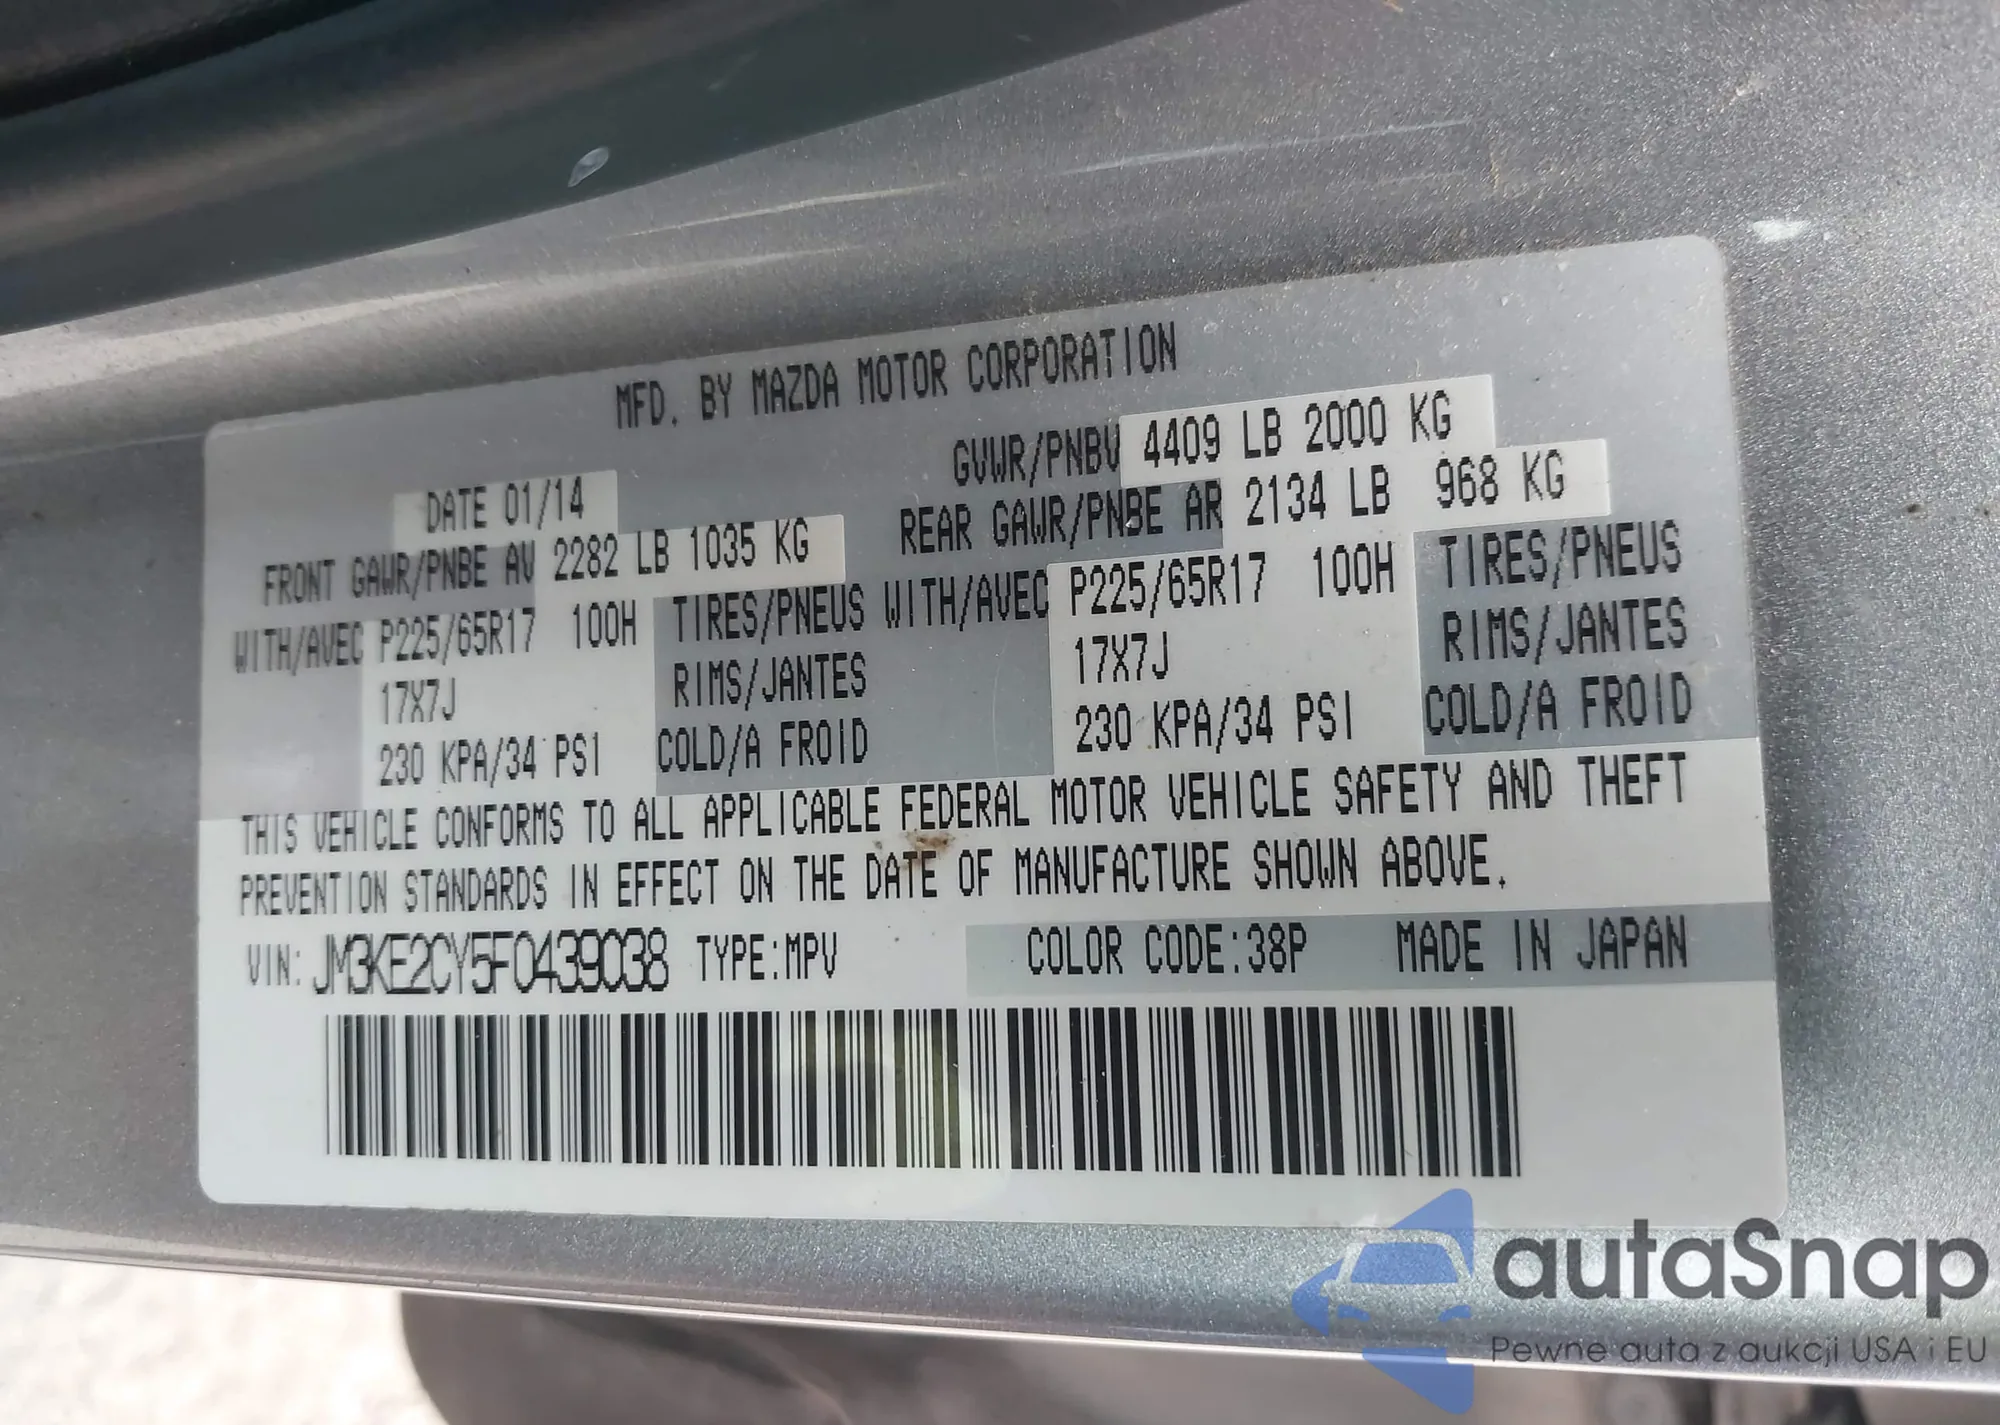 MFD. BY MAZDA MOTOR CORPORATION
GVWR/PNBV 4409 LB 2000 KG
DATE 01/14
REAR GAWR/PNBE AR 2134 LB 968 KG
FRONT GAWR/PNBE AV 2282 LB 1035 KG
WITH/AVEC P225/65R17 100H TIRES/PNEUS WITH/AVEC P225/65R17 100H TIRES/PNEUS
17X7J RIMS/JANTES 17X7J RIMS/JANTES
230 KPA/34 PSI COLD/A FROID 230 KPA/34 PSI COLD/A FROID
THIS VEHICLE CONFORMS TO ALL APPLICABLE FEDERAL MOTOR VEHICLE SAFETY AND THEFT
PREVENTION STANDARDS IN EFFECT ON THE DATE OF MANUFACTURE SHOWN ABOVE.
VIN: JM3KE2CY5F0439038 TYPE:MPV COLOR CODE:38P MADE IN JAPAN
autaSnap
Pewne auta z aukcji USA i EU